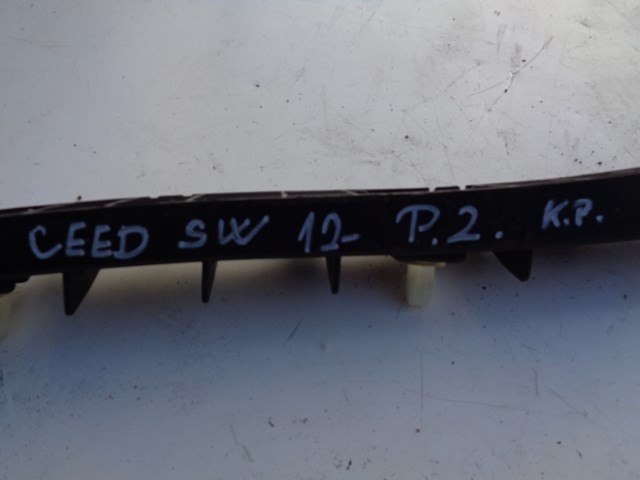 CEED SW 12- P.2. K.P.